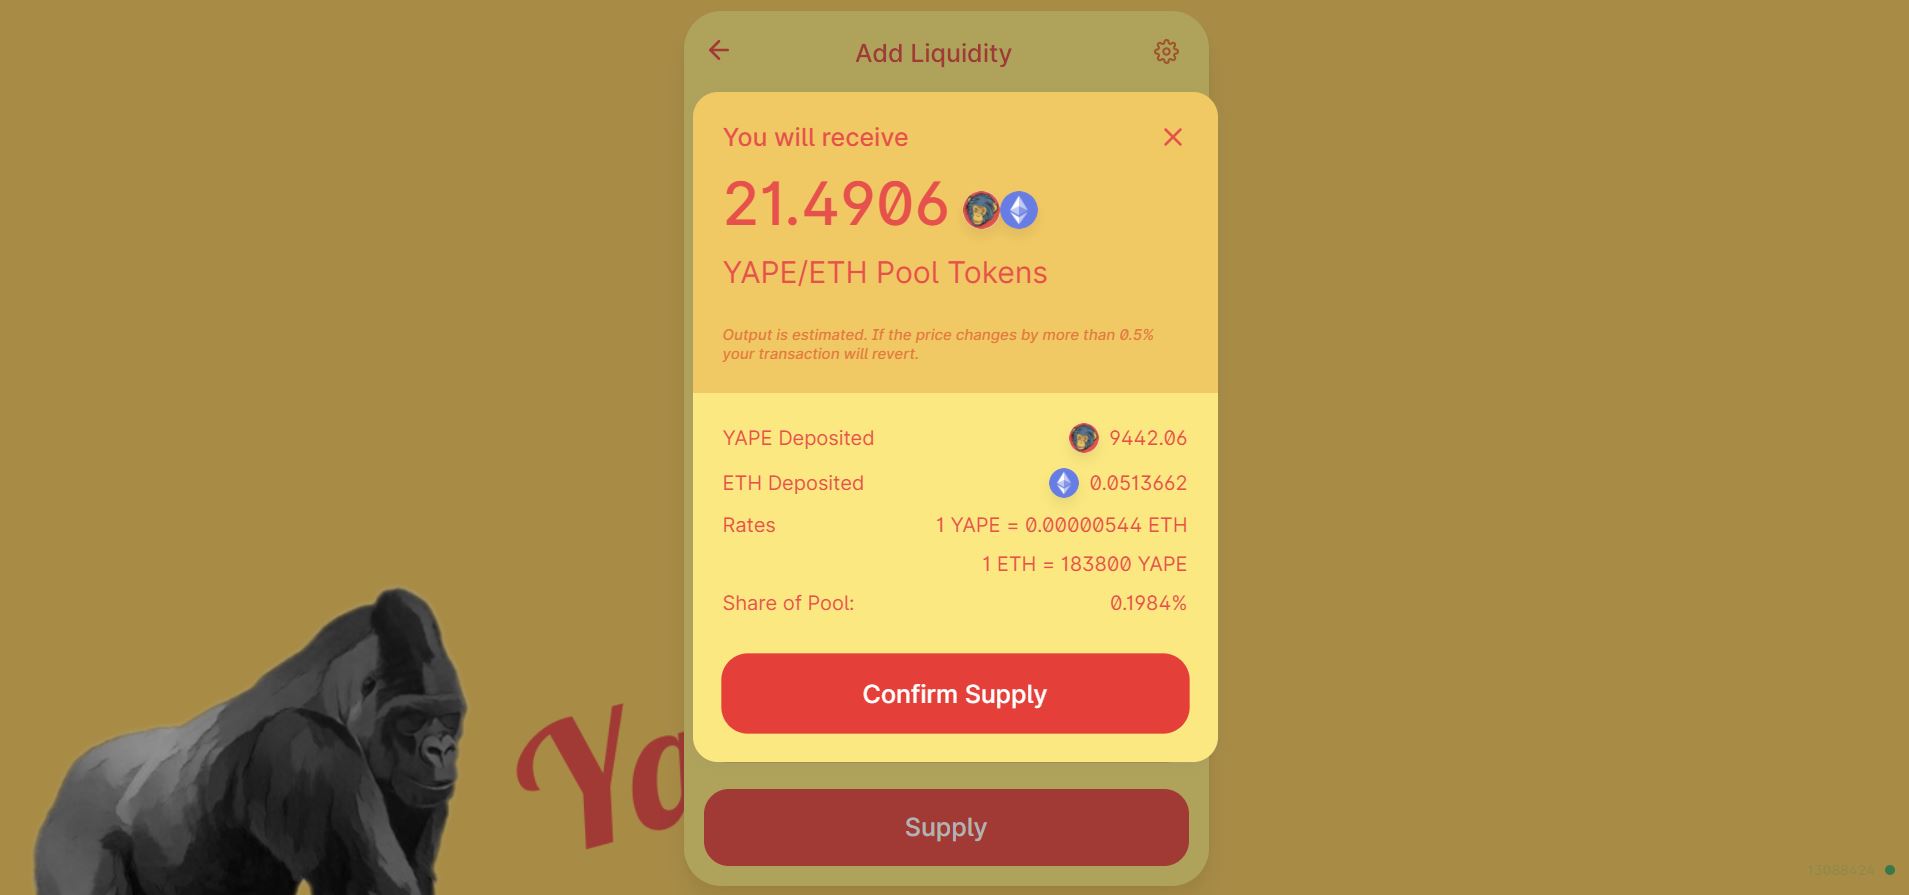 Add Liquidity
You will receive
21.4906
YAPE/ETH Pool Tokens
Output is estimated. If the price changes by more than 0.5%
your transaction will revert.
YAPE Deposited 9442.06
ETH Deposited 0.0513662
Rates 1 YAPE = 0.00000544 ETH
1 ETH = 183800 YAPE
Share of Pool: 0.1984%
Confirm Supply
Ya
Supply
13088424